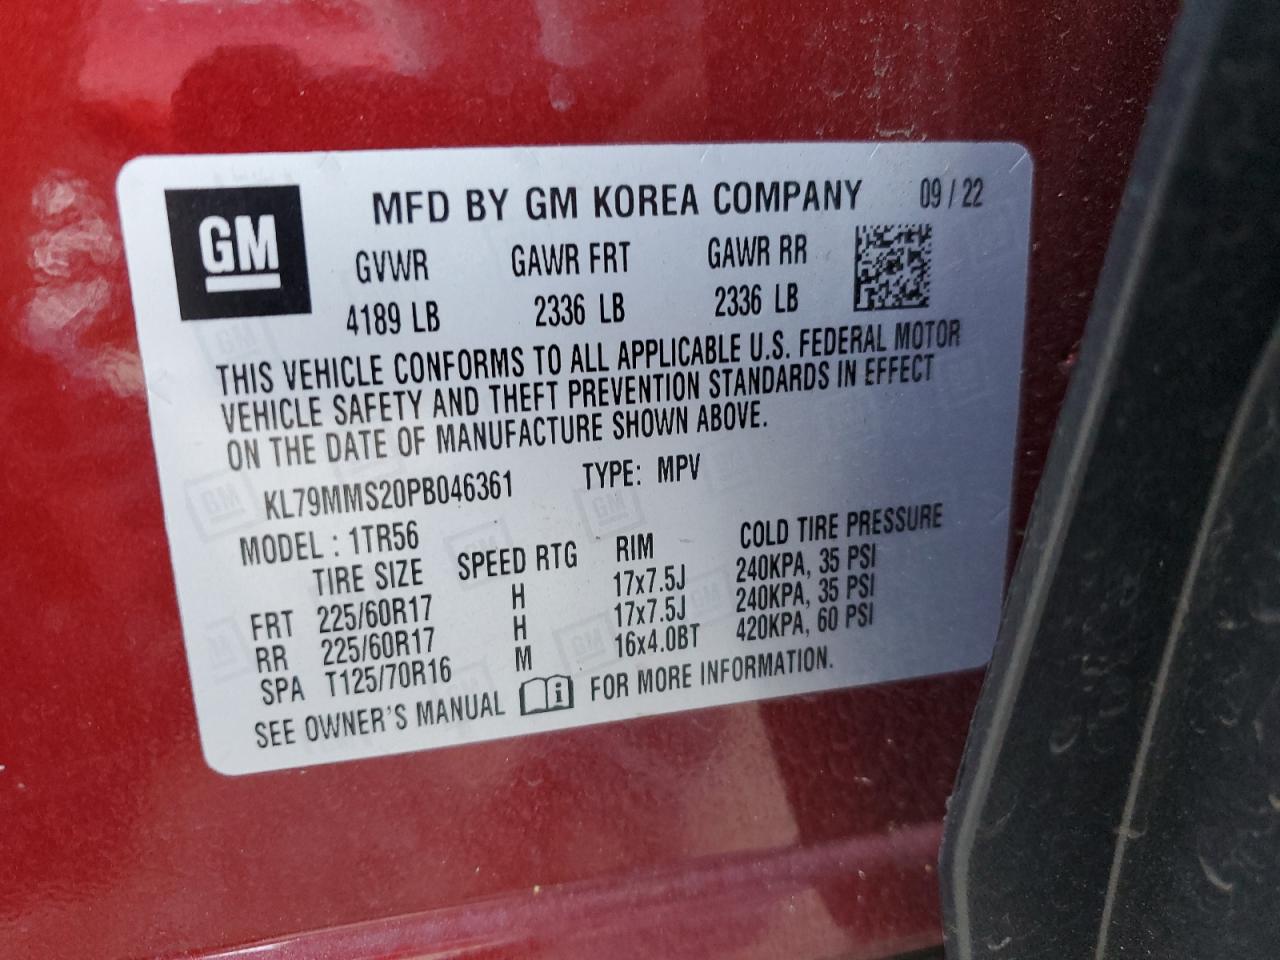 GM
MFD BY GM KOREA COMPANY 09/22
GVWR GAWR FRT GAWR RR
4189 LB 2336 LB 2336 LB
THIS VEHICLE CONFORMS TO ALL APPLICABLE U.S. FEDERAL MOTOR
VEHICLE SAFETY AND THEFT PREVENTION STANDARDS IN EFFECT
ON THE DATE OF MANUFACTURE SHOWN ABOVE.
KL79MMS20PB046361 TYPE: MPV
MODEL : 1TR56
TIRE SIZE SPEED RTG RIM COLD TIRE PRESSURE
FRT 225/60R17 H 17x7.5J 240KPA, 35 PSI
RR 225/60R17 H 17x7.5J 240KPA, 35 PSI
SPA T125/70R16 M 16x4.0BT 420KPA, 60 PSI
SEE OWNER'S MANUAL i FOR MORE INFORMATION.